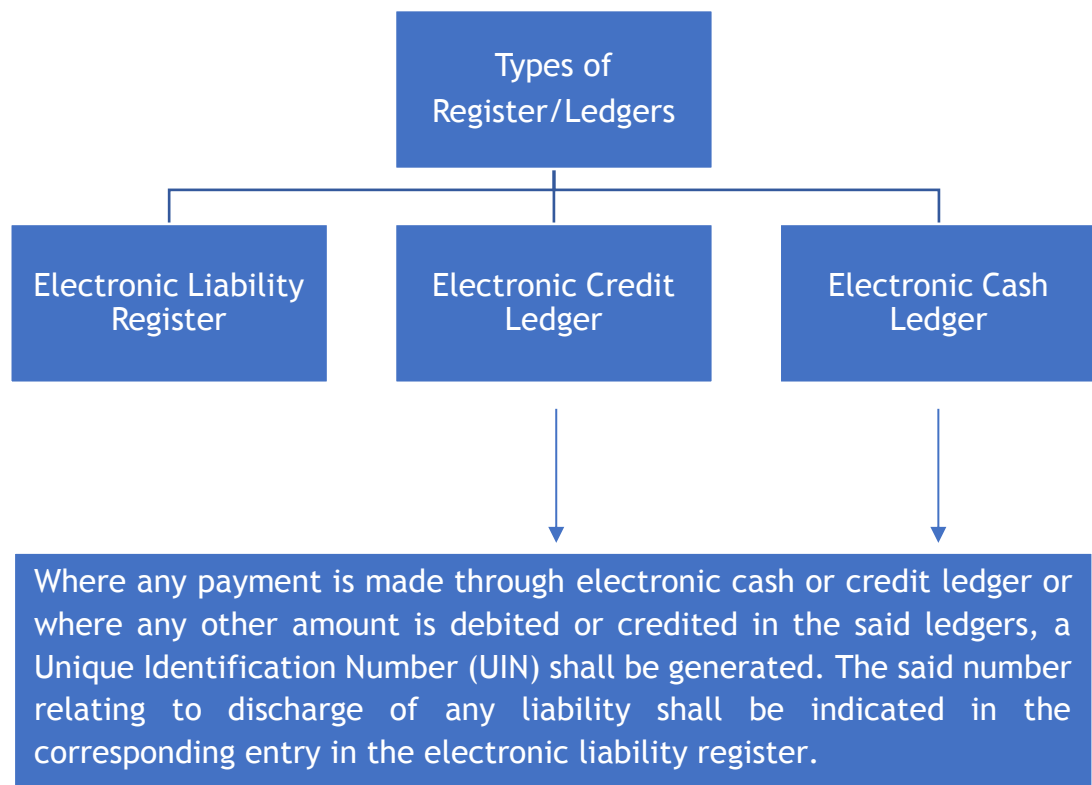 Types of
Register/Ledgers
Electronic Liability
Register
Electronic Credit
Ledger
Electronic Cash
Ledger
Where any payment is made through electronic cash or credit ledger or
where any other amount is debited or credited in the said ledgers, a
Unique Identification Number (UIN) shall be generated. The said number
relating to discharge of any liability shall be indicated in the
corresponding entry in the electronic liability register.